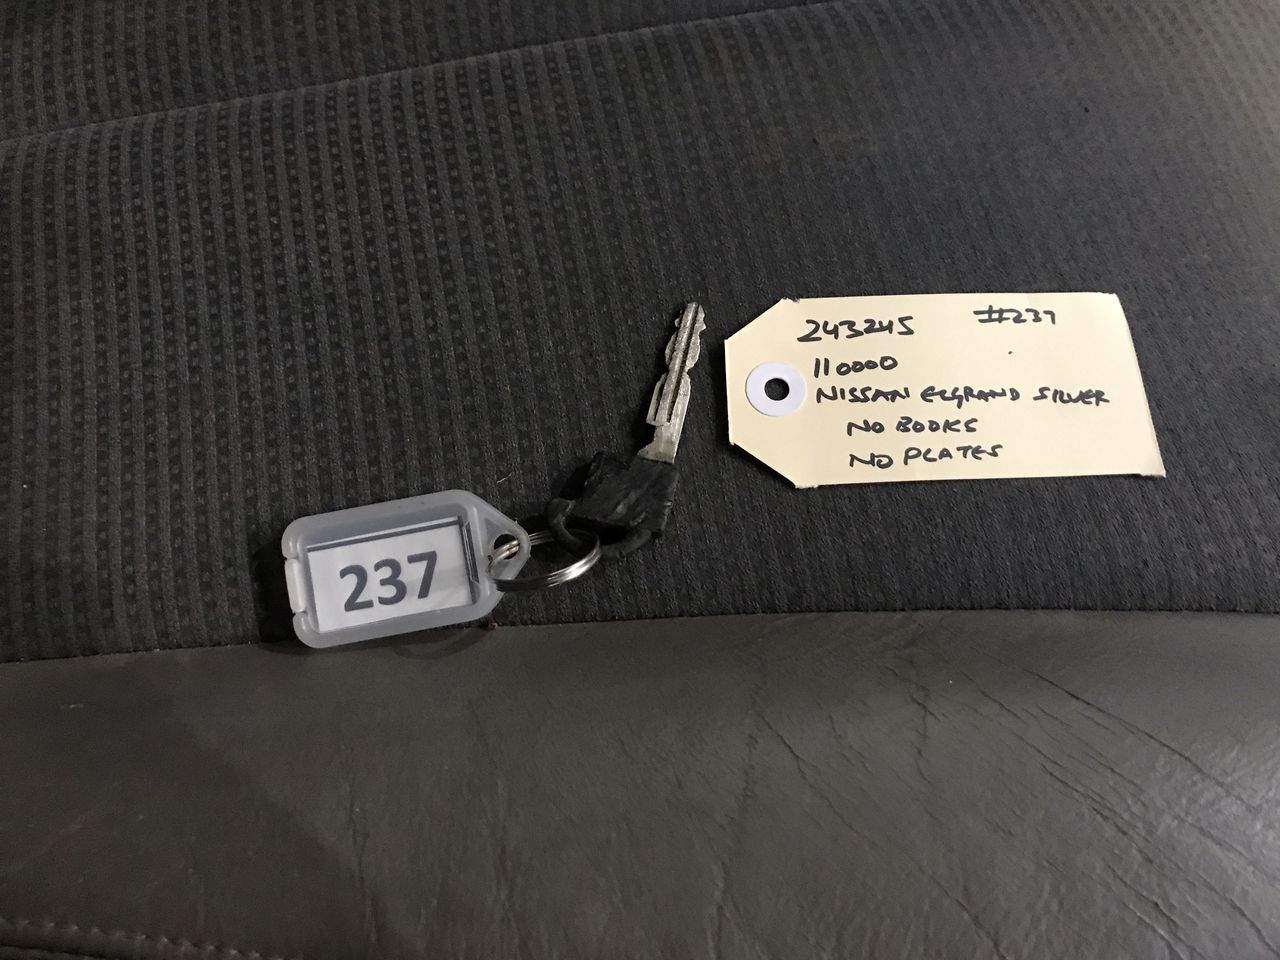 237
243245 #237
110000
NISSAN ELGRAND SILVER
NO BOOKS
NO PLATES